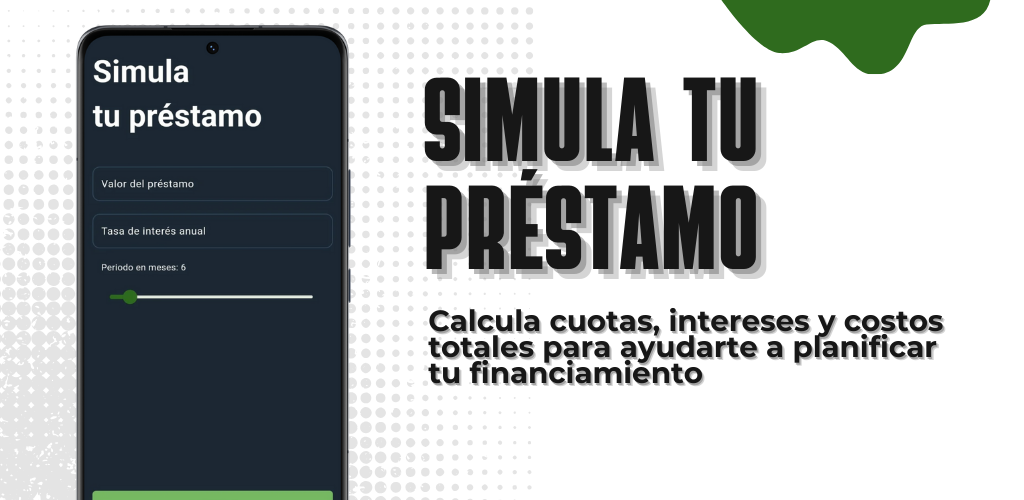 Simula
tu préstamo
Valor del préstamo
Tasa de interés anual
Periodo en meses: 6
SIMULA TU
PRÉSTAMO
Calcula cuotas, intereses y costos
totales para ayudarte a planificar
tu financiamiento